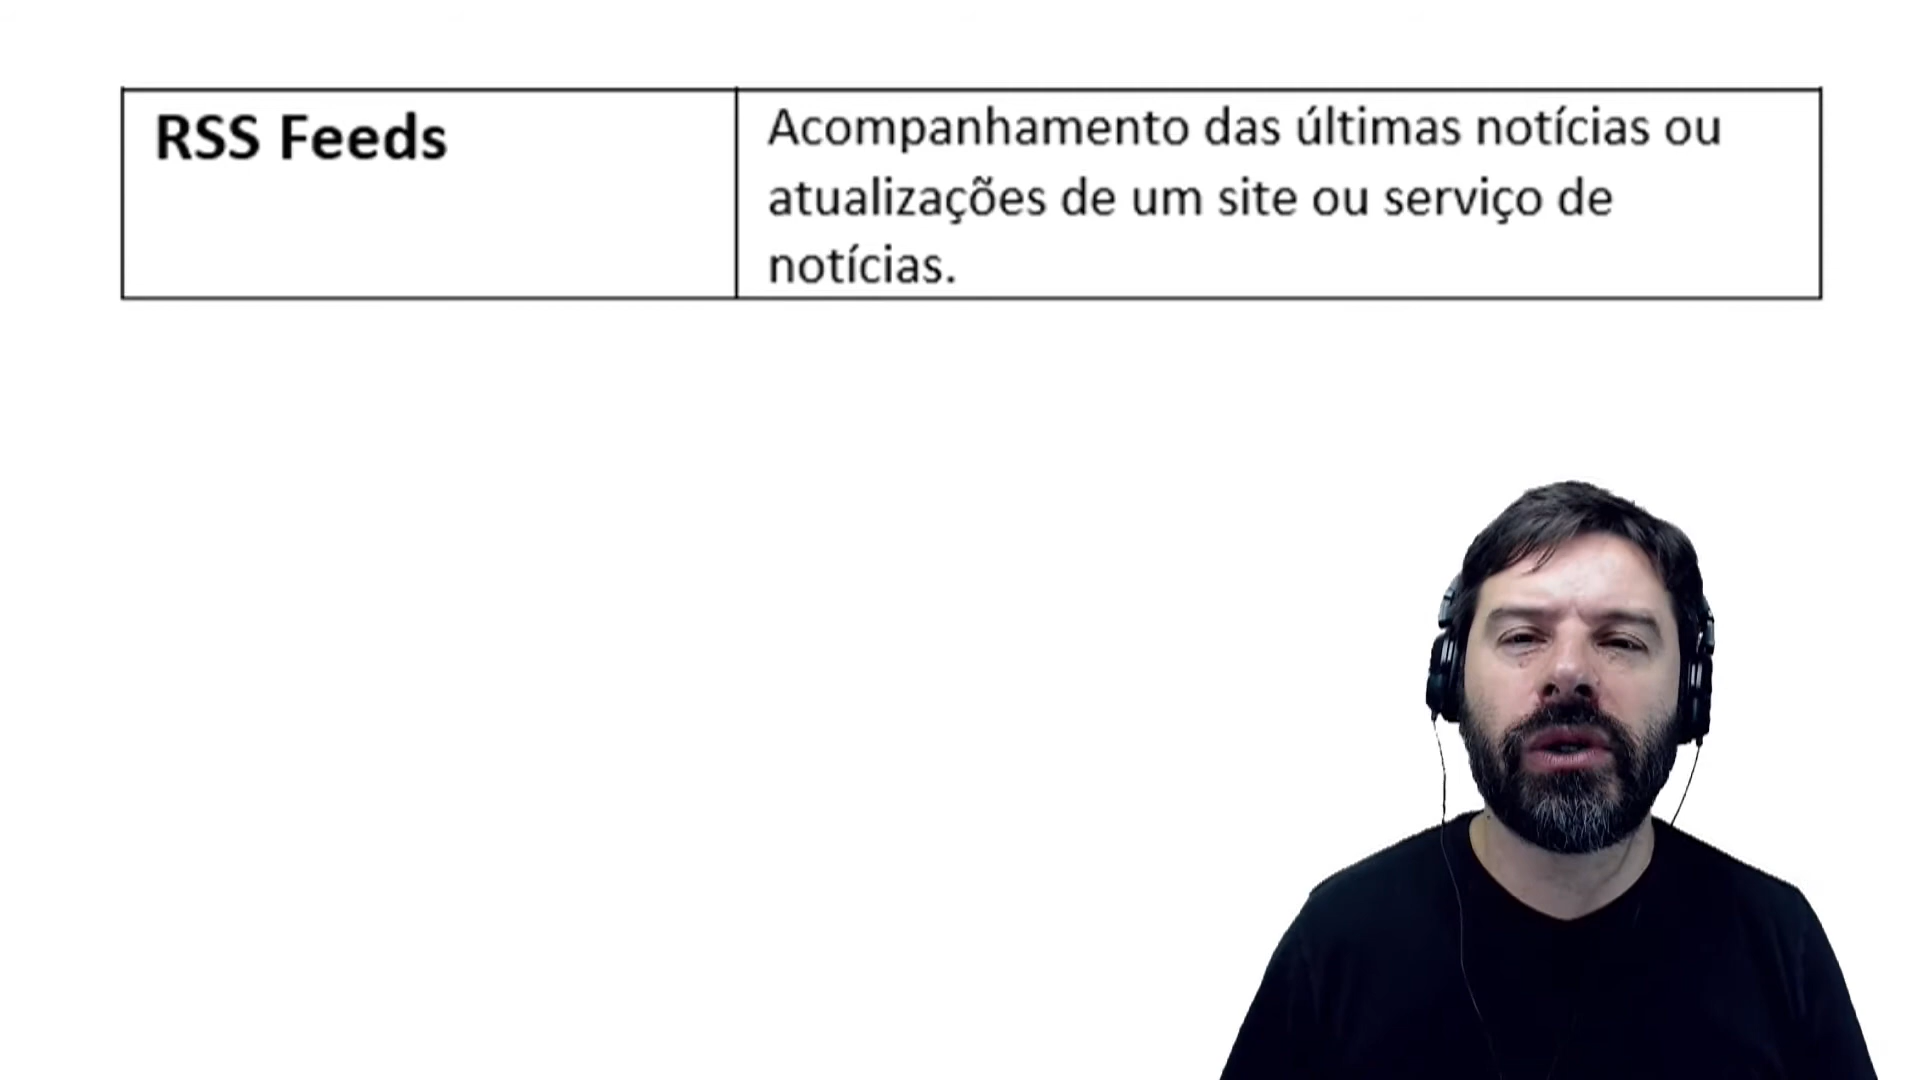 RSS Feeds
Acompanhamento das últimas notícias ou
atualizações de um site ou serviço de
notícias.